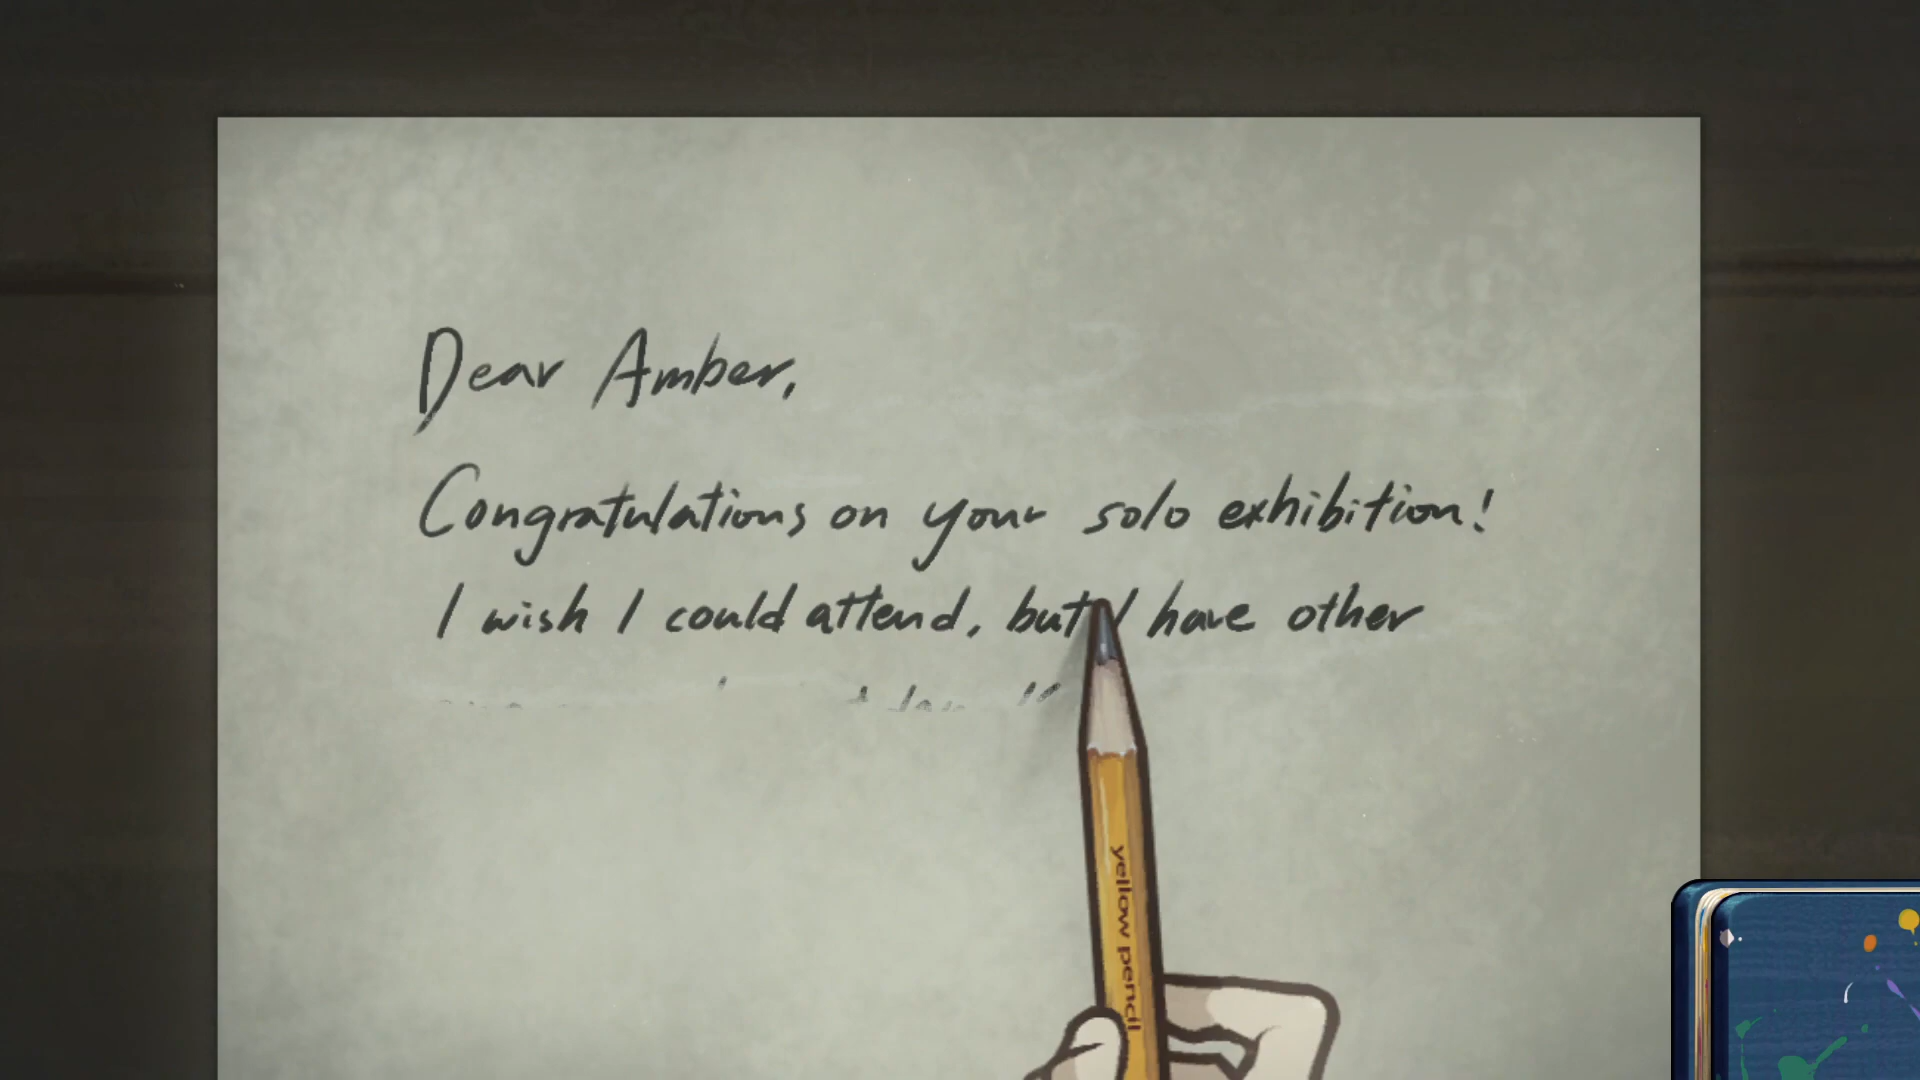 Dear Amber,
Congratulations on your solo exhibition!
I wish I could attend, but I have other
yellow pencil